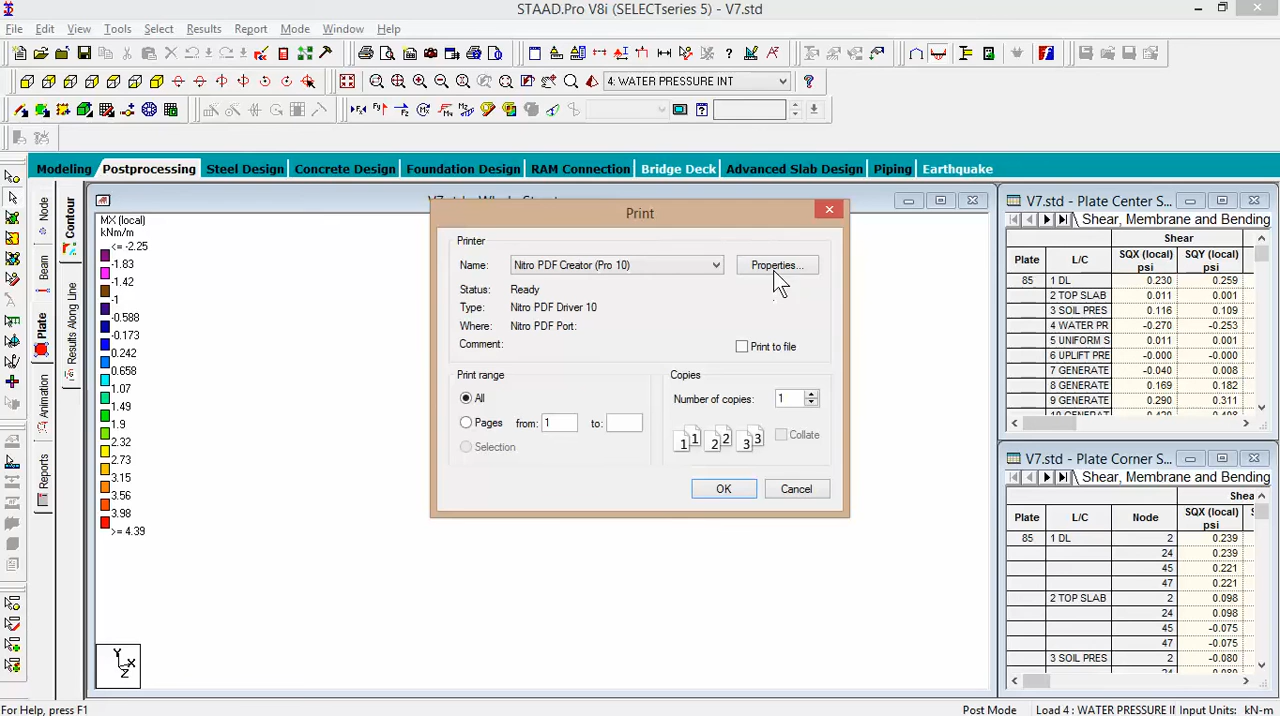 STAAD.Pro V8i (SELECTseries 5) - V7.std
File Edit View Tools Select Results Report Mode Window Help
4: WATER PRESSURE INT
Modeling Postprocessing Steel Design Concrete Design Foundation Design RAM Connection Bridge Deck Advanced Slab Design Piping Earthquake
Node
Beam
Plate
Animation
Reports
Contour
Results Along Line
MX (local)
kNm/m
<= -2.25
-1.83
-1.42
-1
-0.588
-0.173
0.242
0.658
1.07
1.49
1.9
2.32
2.73
3.15
3.56
3.98
>= 4.39
Print
Printer
Name: Nitro PDF Creator (Pro 10) Properties...
Status: Ready
Type: Nitro PDF Driver 10
Where: Nitro PDF Port:
Comment:
Print to file
Print range
All
Pages from: 1 to:
Selection
Copies
Number of copies: 1
1 1 2 2 3 3
Collate
OK Cancel
V7.std - Plate Center S...
Shear, Membrane and Bending
Shear
Plate L/C SQX (local) psi SQY (local) psi
85 1 DL 0.230 0.259
2 TOP SLAB 0.011 0.001
3 SOIL PRES 0.116 0.109
4 WATER PR -0.270 -0.253
5 UNIFORM S 0.011 0.001
6 UPLIFT PRE -0.000 -0.000
7 GENERATE -0.040 0.008
8 GENERATE 0.169 0.182
9 GENERATE 0.290 0.311
V7.std - Plate Corner S...
Shear, Membrane and Bending
Shea
Plate L/C Node SQX (local) psi
85 1 DL 2 0.239
24 0.239
45 0.221
47 0.221
2 TOP SLAB 2 0.098
24 0.098
45 -0.075
47 -0.075
3 SOIL PRES 2 -0.080
Y
X
Z
For Help, press F1
Post Mode Load 4 : WATER PRESSURE II Input Units: kN-m